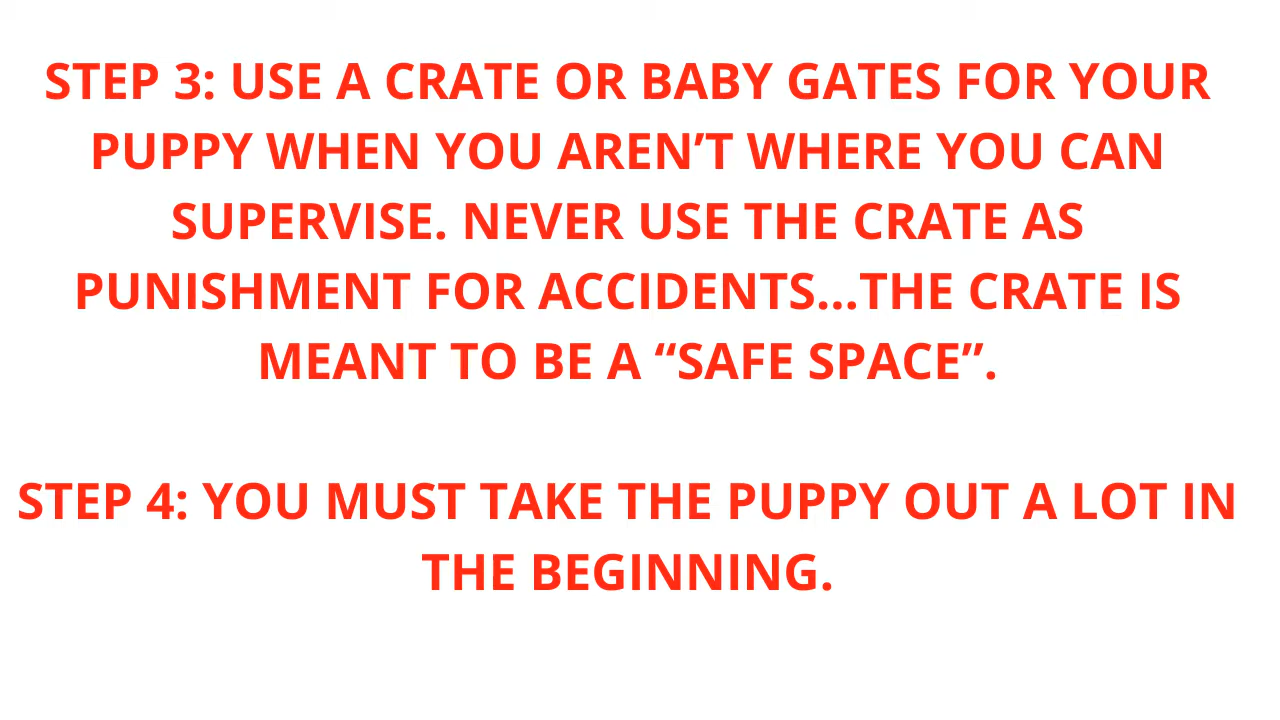 STEP 3: USE A CRATE OR BABY GATES FOR YOUR
PUPPY WHEN YOU AREN’T WHERE YOU CAN
SUPERVISE. NEVER USE THE CRATE AS
PUNISHMENT FOR ACCIDENTS...THE CRATE IS
MEANT TO BE A “SAFE SPACE”.
STEP 4: YOU MUST TAKE THE PUPPY OUT A LOT IN
THE BEGINNING.